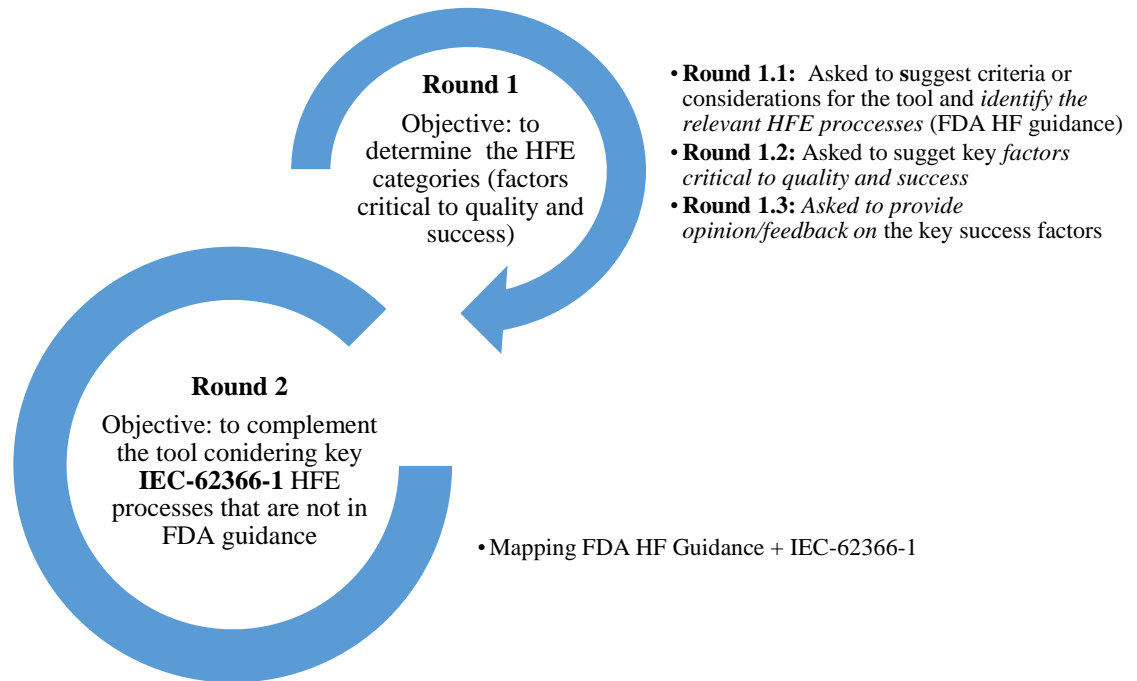 Round 1
Objective: to
determine the HFE
categories (factors
critical to quality and
success)
• Round 1.1: Asked to suggest criteria or
considerations for the tool and identify the
relevant HFE proccesses (FDA HF guidance)
• Round 1.2: Asked to sugget key factors
critical to quality and success
• Round 1.3: Asked to provide
opinion/feedback on the key success factors
Round 2
Objective: to complement
the tool conidering key
IEC-62366-1 HFE
processes that are not in
FDA guidance
• Mapping FDA HF Guidance + IEC-62366-1